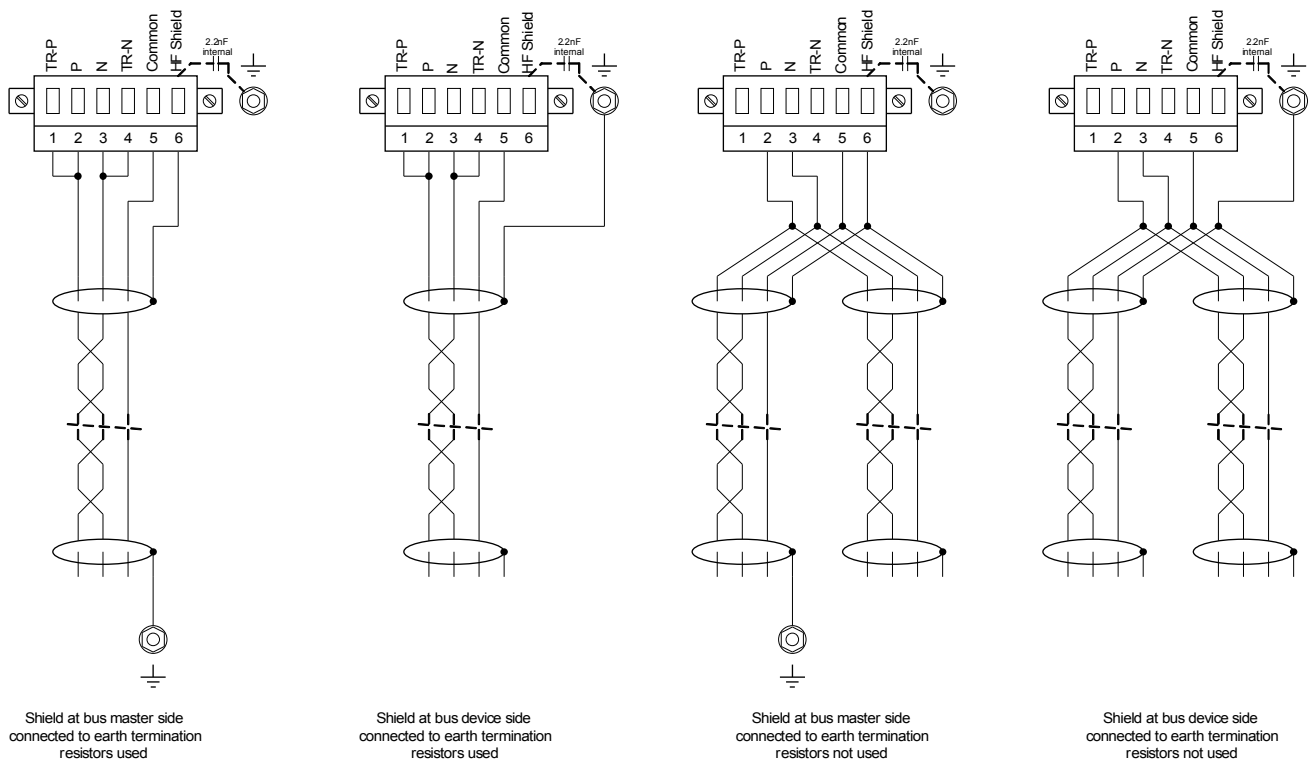 TR-P P N TR-N Common HF Shield
2.2nF
internal
1 2 3 4 5 6
TR-P P N TR-N Common HF Shield
2.2nF
internal
1 2 3 4 5 6
TR-P P N TR-N Common HF Shield
2.2nF
internal
1 2 3 4 5 6
TR-P P N TR-N Common HF Shield
2.2nF
internal
1 2 3 4 5 6
Shield at bus master side
connected to earth termination
resistors used
Shield at bus device side
connected to earth termination
resistors used
Shield at bus master side
connected to earth termination
resistors not used
Shield at bus device side
connected to earth termination
resistors not used